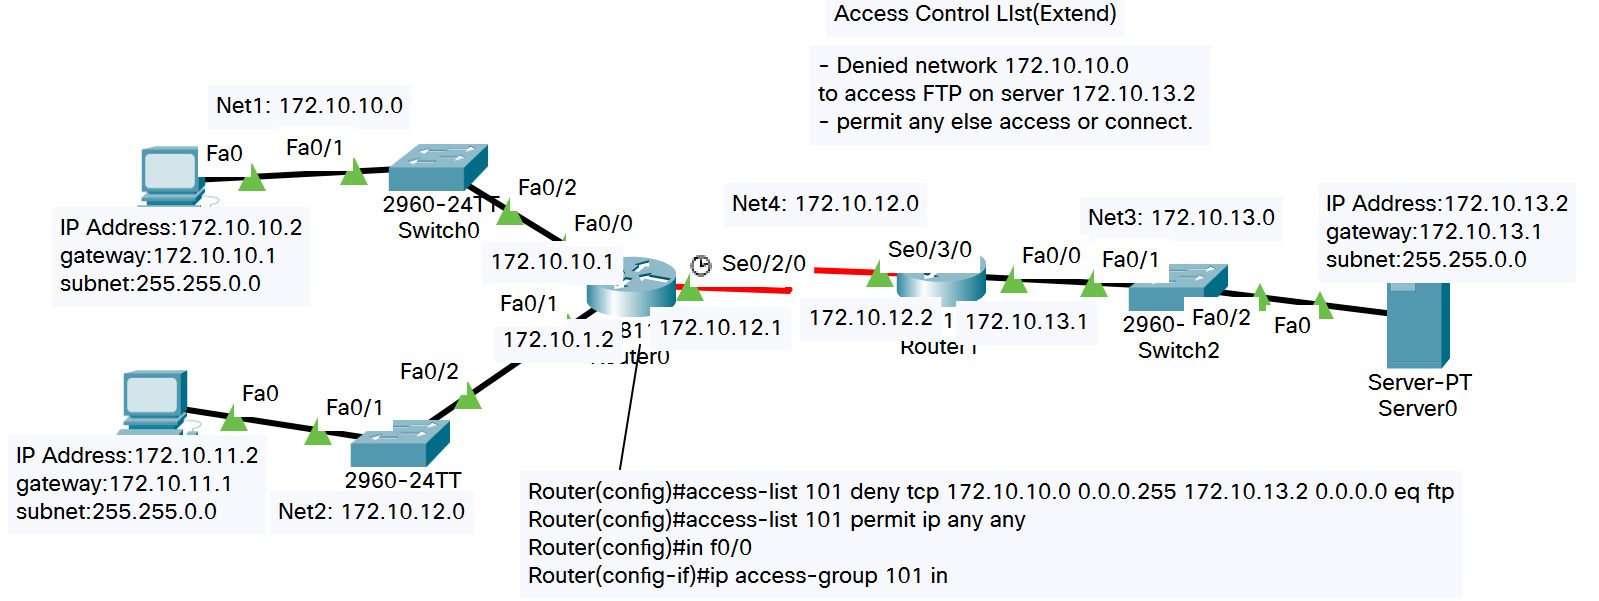 Access Control LIst(Extend)
- Denied network 172.10.10.0
to access FTP on server 172.10.13.2
- permit any else access or connect.
Net1: 172.10.10.0
Fa0
Fa0/1
2960-24TT
Switch0
Fa0/2
Fa0/0
IP Address:172.10.10.2
gateway:172.10.10.1
subnet:255.255.0.0
172.10.10.1
Fa0/1
172.10.1.2
Router0
Net4: 172.10.12.0
Se0/2/0
172.10.12.1
Se0/3/0
172.10.12.2
172.10.13.1
Router1
Net3: 172.10.13.0
Fa0/0
Fa0/1
2960-
Switch2
Fa0/2
Fa0
IP Address:172.10.13.2
gateway:172.10.13.1
subnet:255.255.0.0
Server-PT
Server0
Fa0
Fa0/1
Fa0/2
2960-24TT
IP Address:172.10.11.2
gateway:172.10.11.1
subnet:255.255.0.0
Net2: 172.10.12.0
Router(config)#access-list 101 deny tcp 172.10.10.0 0.0.0.255 172.10.13.2 0.0.0.0 eq ftp
Router(config)#access-list 101 permit ip any any
Router(config)#in f0/0
Router(config-if)#ip access-group 101 in